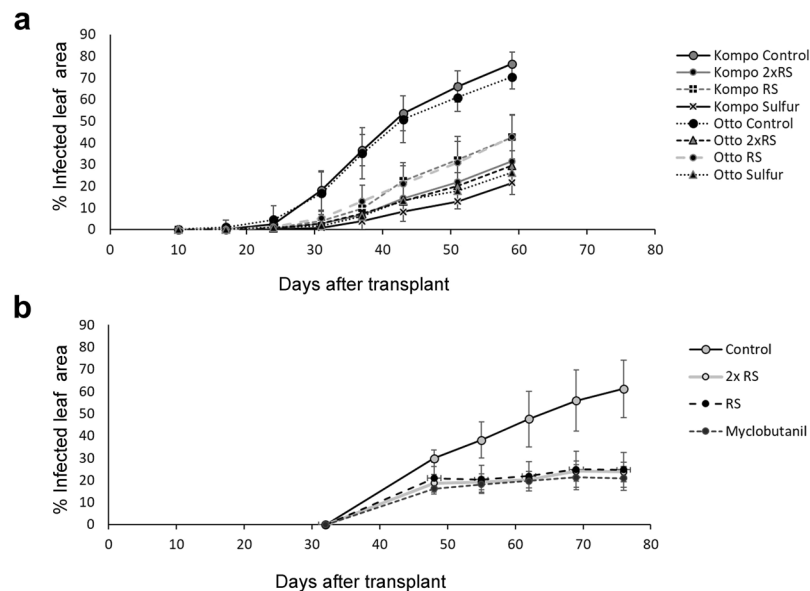 a
90
80
70
60
50
40
30
20
10
0
% Infected leaf area
0 10 20 30 40 50 60 70 80
Days after transplant
Kompo Control
Kompo 2xRS
Kompo RS
Kompo Sulfur
Otto Control
Otto 2xRS
Otto RS
Otto Sulfur
b
90
80
70
60
50
40
30
20
10
0
% Infected leaf area
0 10 20 30 40 50 60 70 80
Days after transplant
Control
2x RS
RS
Myclobutanil